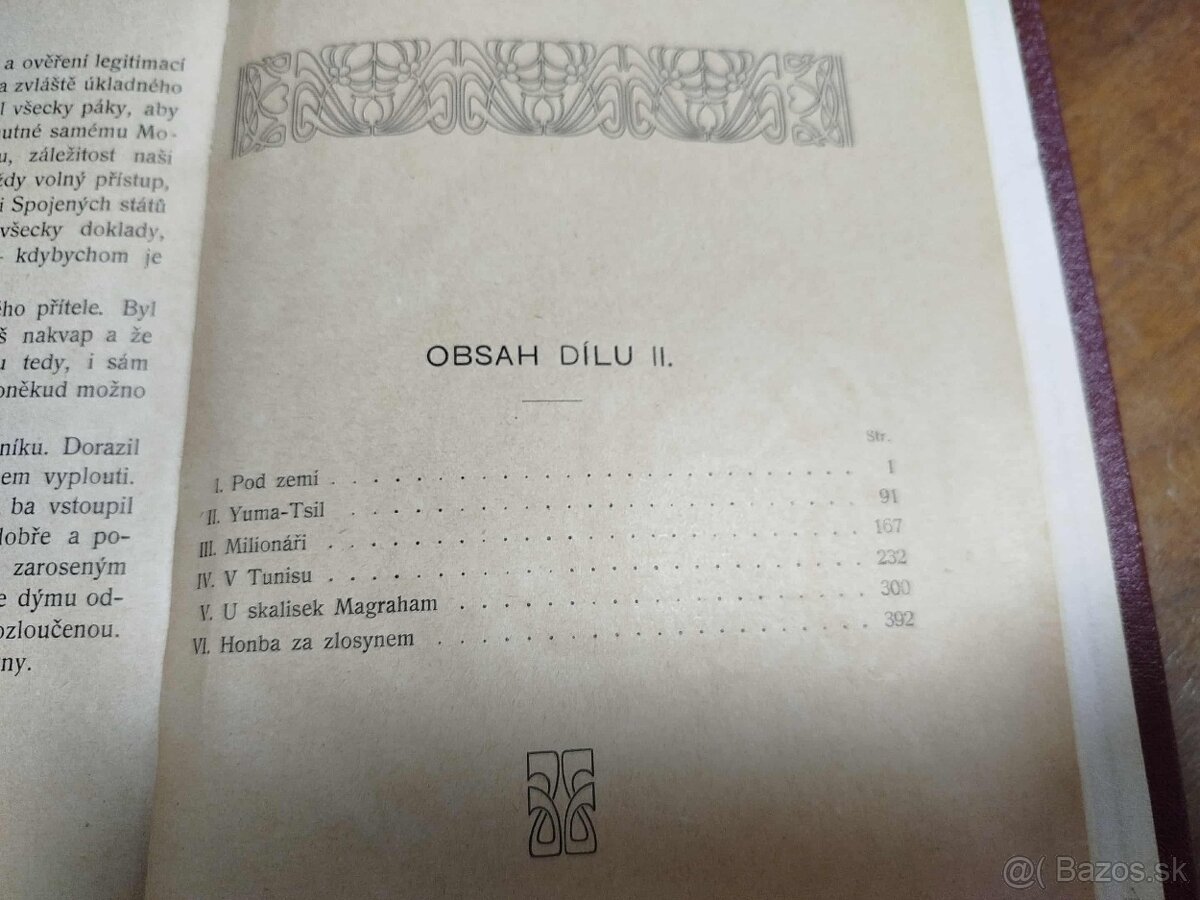 a ověření legitimací
a zvláště úkladného
l všecky páky, aby
utné samému Mo-
u, záležitost naši
ždy volný přístup,
i Spojených států
všecky doklady,
- kdybychom je
ého přítele. Byl
š nakvap a že
u tedy, i sám
oněkud možno
níku. Dorazil
em vyplouti.
ba vstoupil
dobře a po-
zaroseným
e dýmu od-
ozloučenou.
ny.
OBSAH DÍLU II.
Str.
I. Pod zemí . . . . . . . . . . . . . . . . . . 1
II. Yuma-Tsil . . . . . . . . . . . . . . . . . . 91
III. Milionáři . . . . . . . . . . . . . . . . . . 167
IV. V Tunisu . . . . . . . . . . . . . . . . . . 232
V. U skalisek Magraham . . . . . . . . . . . . . . 300
VI. Honba za zlosynem . . . . . . . . . . . . . . . 392
@( Bazos.sk